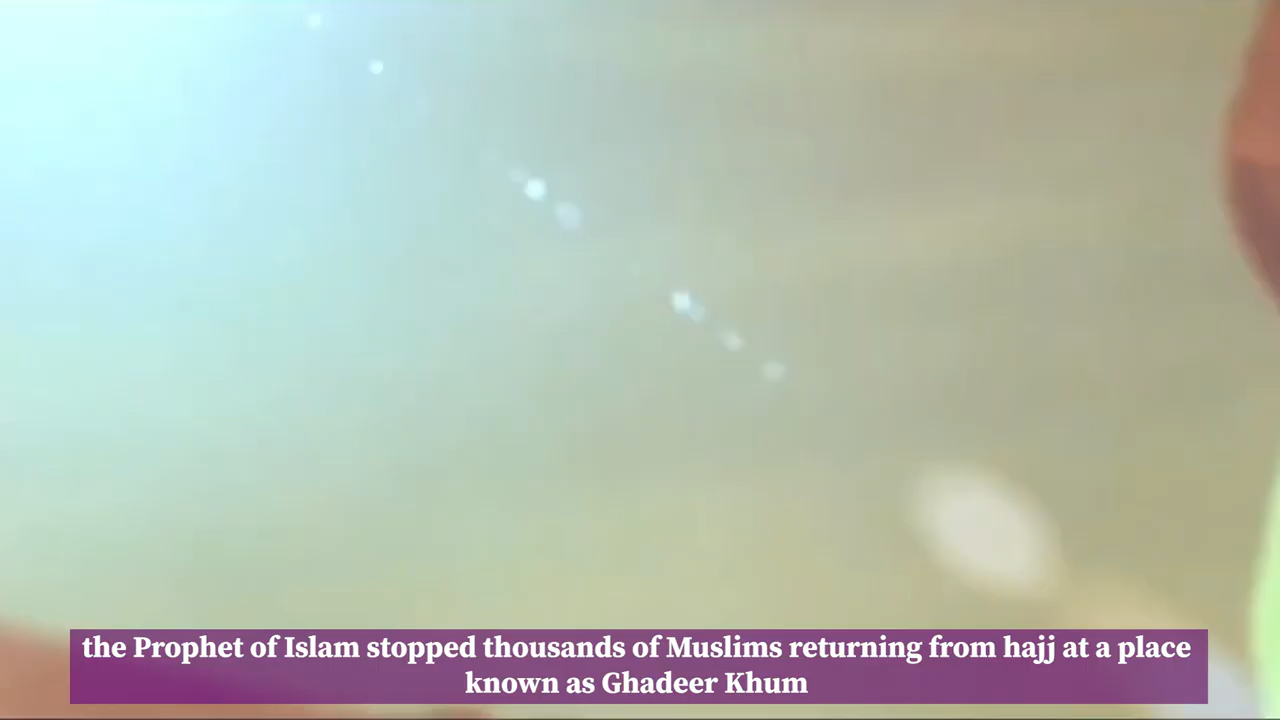 the Prophet of Islam stopped thousands of Muslims returning from hajj at a place
known as Ghadeer Khum